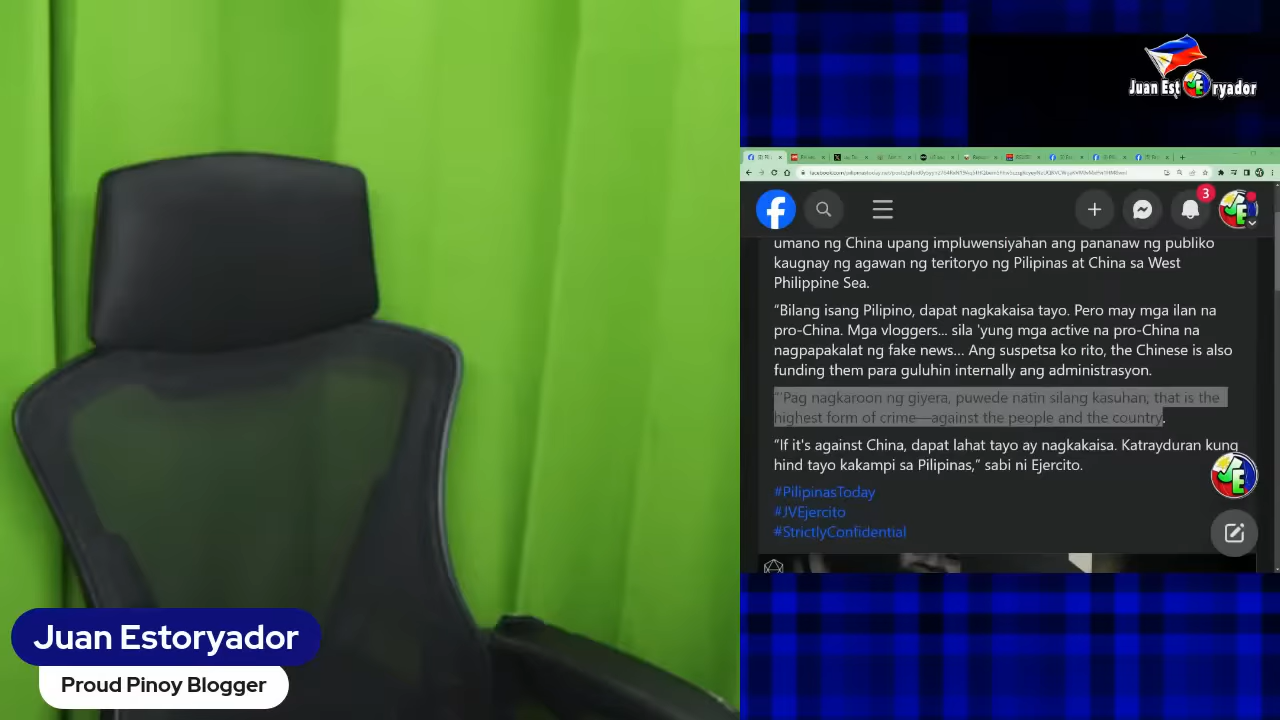 Juan Est ryador
3
umano ng China upang impluwensiyahan ang pananaw ng publiko
kaugnay ng agawan ng teritoryo ng Pilipinas at China sa West
Philippine Sea.
“Bilang isang Pilipino, dapat nagkakaisa tayo. Pero may mga ilan na
pro-China. Mga vloggers... sila 'yung mga active na pro-China na
nagpapakalat ng fake news… Ang suspetsa ko rito, the Chinese is also
funding them para guluhin internally ang administrasyon.
“‘Pag nagkaroon ng giyera, puwede natin silang kasuhan, that is the
highest form of crime—against the people and the country.
“If it's against China, dapat lahat tayo ay nagkakaisa. Katrayduran kung
hind tayo kakampi sa Pilipinas,” sabi ni Ejercito.
#PilipinasToday
#JVEjercito
#StrictlyConfidential
Juan Estoryador
Proud Pinoy Blogger